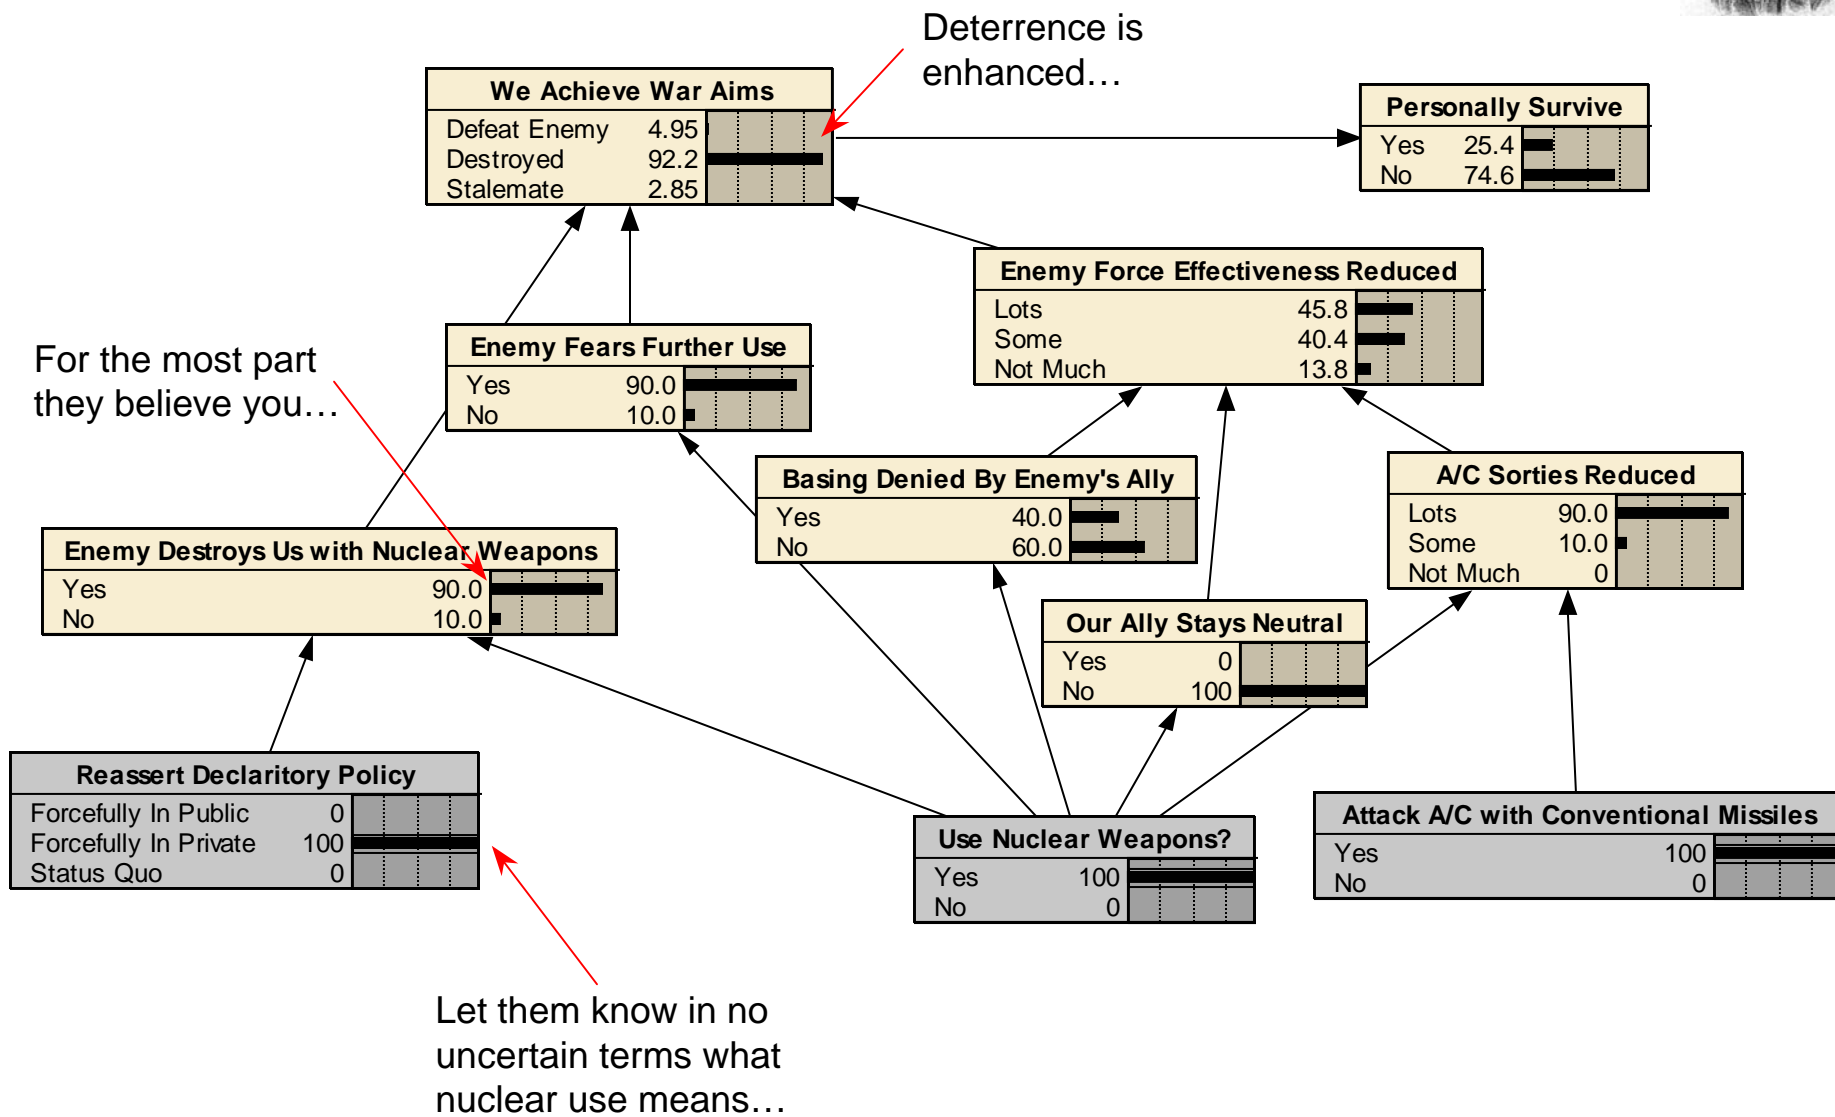 Deterrence is
enhanced…
We Achieve War Aims
Defeat Enemy 4.95
Destroyed 92.2
Stalemate 2.85
Personally Survive
Yes 25.4
No 74.6
Enemy Force Effectiveness Reduced
Lots 45.8
Some 40.4
Not Much 13.8
For the most part
they believe you…
Enemy Fears Further Use
Yes 90.0
No 10.0
Basing Denied By Enemy's Ally
Yes 40.0
No 60.0
A/C Sorties Reduced
Lots 90.0
Some 10.0
Not Much 0
Enemy Destroys Us with Nuclear Weapons
Yes 90.0
No 10.0
Our Ally Stays Neutral
Yes 0
No 100
Reassert Declaritory Policy
Forcefully In Public 0
Forcefully In Private 100
Status Quo 0
Use Nuclear Weapons?
Yes 100
No 0
Attack A/C with Conventional Missiles
Yes 100
No 0
Let them know in no
uncertain terms what
nuclear use means…